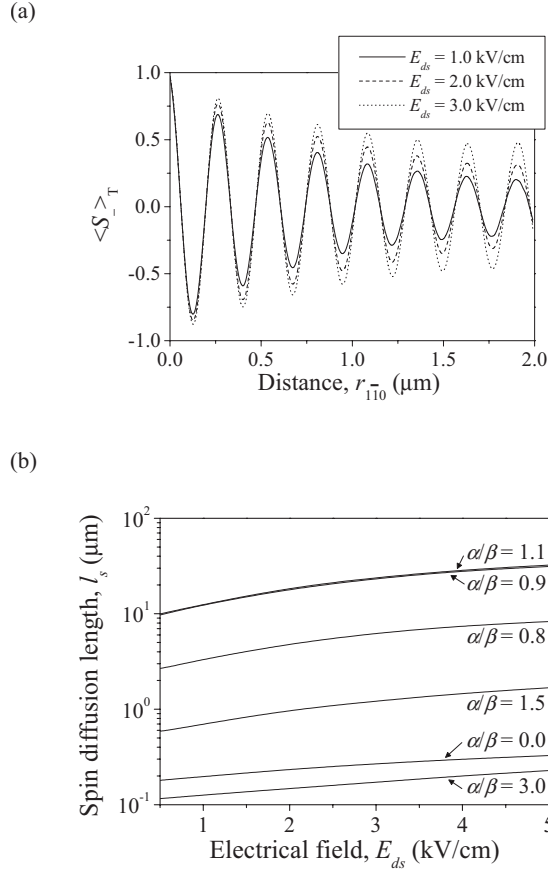 (a)
E_ds = 1.0 kV/cm
E_ds = 2.0 kV/cm
E_ds = 3.0 kV/cm
1.0
0.5
0.0
-0.5
-1.0
<S_->_T
0.0 0.5 1.0 1.5 2.0
Distance, r_1̅10 (μm)
(b)
10^2
10^1
10^0
10^-1
Spin diffusion length, l_s (μm)
α/β = 1.1
α/β = 0.9
α/β = 0.8
α/β = 1.5
α/β = 0.0
α/β = 3.0
1 2 3 4 5
Electrical field, E_ds (kV/cm)